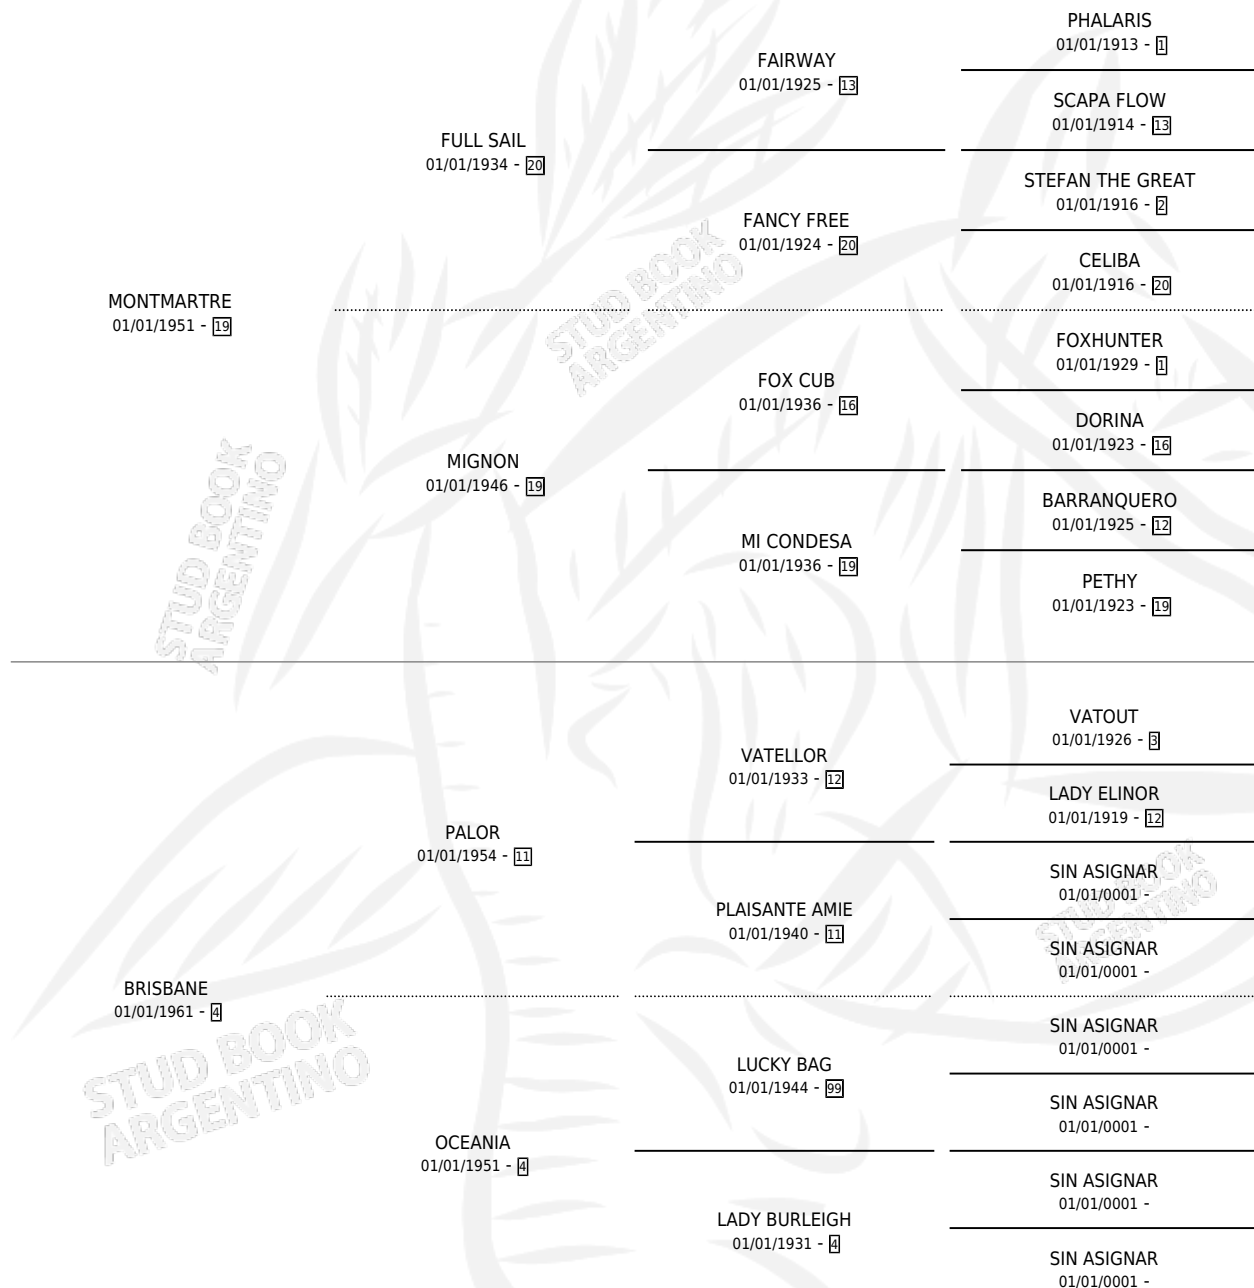 PHALARIS
01/01/1913 - 1
FAIRWAY
01/01/1925 - 13
SCAPA FLOW
01/01/1914 - 13
FULL SAIL
01/01/1934 - 20
STEFAN THE GREAT
01/01/1916 - 2
FANCY FREE
01/01/1924 - 20
CELIBA
01/01/1916 - 20
MONTMARTRE
01/01/1951 - 19
STUD BOOK
ARGENTINO
FOXHUNTER
01/01/1929 - 1
FOX CUB
01/01/1936 - 16
DORINA
01/01/1923 - 16
MIGNON
01/01/1946 - 19
BARRANQUERO
01/01/1925 - 12
MI CONDESA
01/01/1936 - 19
PETHY
01/01/1923 - 19
STUD BOOK
ARGENTINO
VATOUT
01/01/1926 - 3
VATELLOR
01/01/1933 - 12
LADY ELINOR
01/01/1919 - 12
PALOR
01/01/1954 - 11
SIN ASIGNAR
01/01/0001 -
PLAISANTE AMIE
01/01/1940 - 11
SIN ASIGNAR
01/01/0001 -
STUD BOOK
ARGENTINO
BRISBANE
01/01/1961 - 4
SIN ASIGNAR
01/01/0001 -
LUCKY BAG
01/01/1944 - 99
SIN ASIGNAR
01/01/0001 -
STUD BOOK
ARGENTINO
OCEANIA
01/01/1951 - 4
SIN ASIGNAR
01/01/0001 -
LADY BURLEIGH
01/01/1931 - 4
SIN ASIGNAR
01/01/0001 -